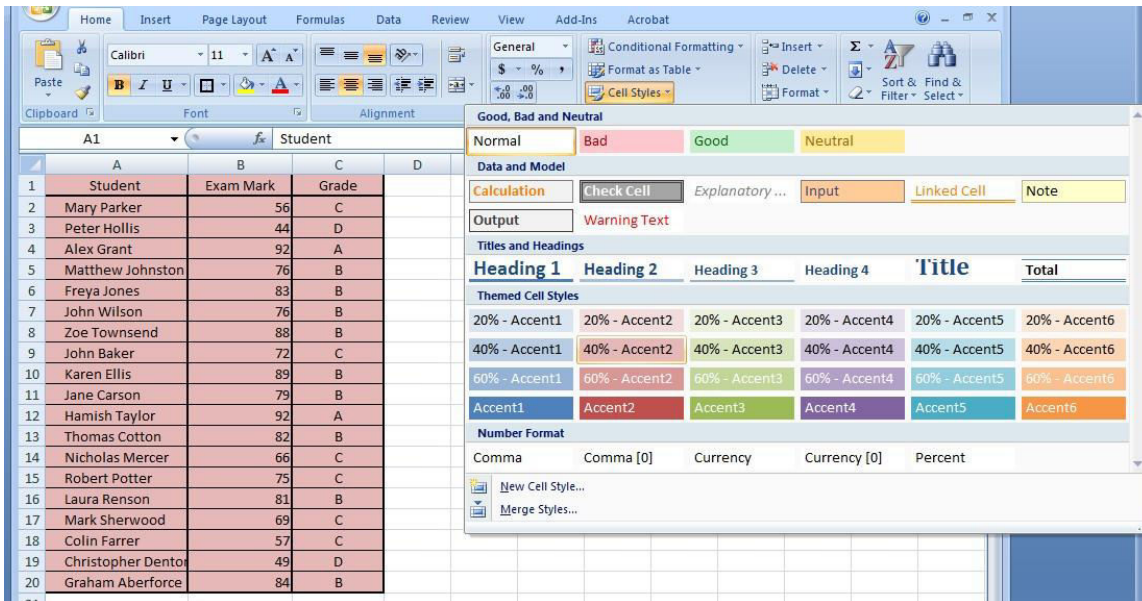 Home Insert Page Layout Formulas Data Review View Add-Ins Acrobat
Paste
Clipboard
Calibri 11
B I U
Font
Alignment
General
$ % ,
Conditional Formatting
Format as Table
Cell Styles
Insert
Delete
Format
Σ
Sort & Filter
Find & Select
A1 fx Student
A B C D
1 Student Exam Mark Grade
2 Mary Parker 56 C
3 Peter Hollis 44 D
4 Alex Grant 92 A
5 Matthew Johnston 76 B
6 Freya Jones 83 B
7 John Wilson 76 B
8 Zoe Townsend 88 B
9 John Baker 72 C
10 Karen Ellis 89 B
11 Jane Carson 79 B
12 Hamish Taylor 92 A
13 Thomas Cotton 82 B
14 Nicholas Mercer 66 C
15 Robert Potter 75 C
16 Laura Renson 81 B
17 Mark Sherwood 69 C
18 Colin Farrer 57 C
19 Christopher Dento 49 D
20 Graham Aberforce 84 B
Good, Bad and Neutral
Normal Bad Good Neutral
Data and Model
Calculation Check Cell Explanatory ... Input Linked Cell Note
Output Warning Text
Titles and Headings
Heading 1 Heading 2 Heading 3 Heading 4 Title Total
Themed Cell Styles
20% - Accent1 20% - Accent2 20% - Accent3 20% - Accent4 20% - Accent5 20% - Accent6
40% - Accent1 40% - Accent2 40% - Accent3 40% - Accent4 40% - Accent5 40% - Accent6
60% - Accent1 60% - Accent2 60% - Accent3 60% - Accent4 60% - Accent5 60% - Accent6
Accent1 Accent2 Accent3 Accent4 Accent5 Accent6
Number Format
Comma Comma [0] Currency Currency [0] Percent
New Cell Style...
Merge Styles...